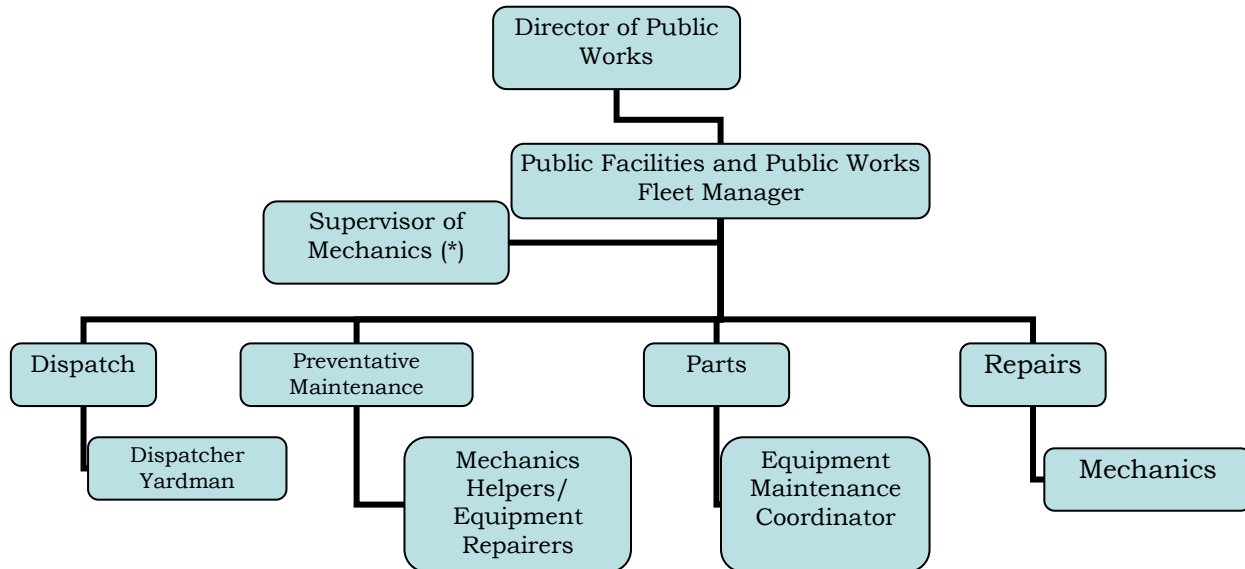 Director of Public
Works
Public Facilities and Public Works
Fleet Manager
Supervisor of
Mechanics (*)
Dispatch
Preventative
Maintenance
Parts
Repairs
Dispatcher
Yardman
Mechanics
Helpers/
Equipment
Repairers
Equipment
Maintenance
Coordinator
Mechanics